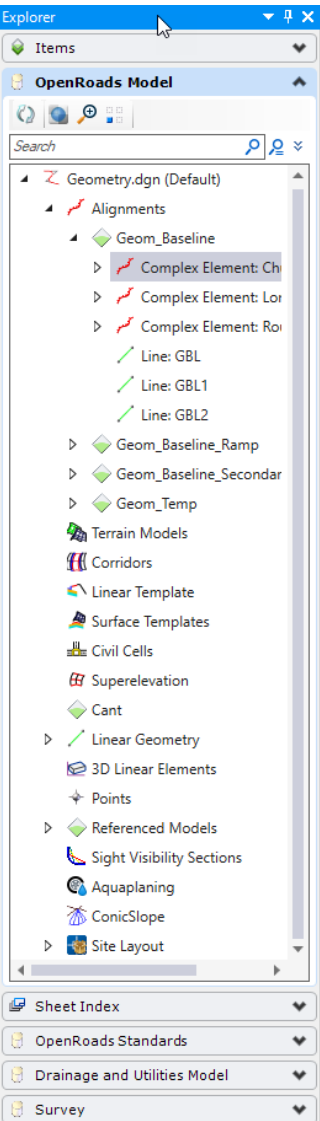 Explorer
Items
OpenRoads Model
Search
Geometry.dgn (Default)
Alignments
Geom_Baseline
Complex Element: Ch
Complex Element: Lor
Complex Element: Ro
Line: GBL
Line: GBL1
Line: GBL2
Geom_Baseline_Ramp
Geom_Baseline_Secondar
Geom_Temp
Terrain Models
Corridors
Linear Template
Surface Templates
Civil Cells
Superelevation
Cant
Linear Geometry
3D Linear Elements
Points
Referenced Models
Sight Visibility Sections
Aquaplaning
ConicSlope
Site Layout
Sheet Index
OpenRoads Standards
Drainage and Utilities Model
Survey